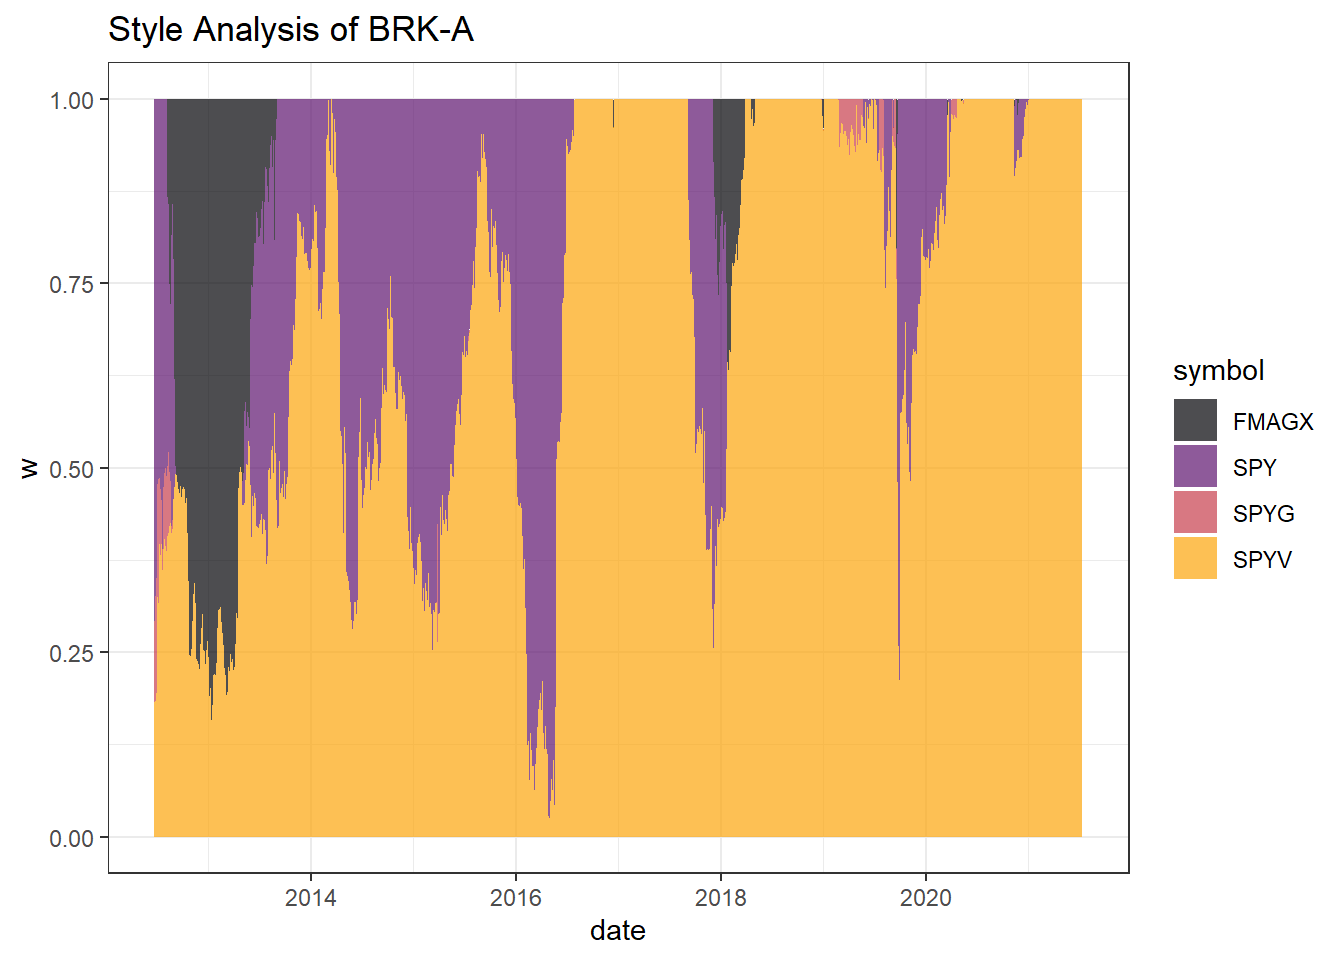 Style Analysis of BRK-A
1.00
0.75
0.50
0.25
0.00
w
2014
2016
2018
2020
date
symbol
FMAGX
SPY
SPYG
SPYV